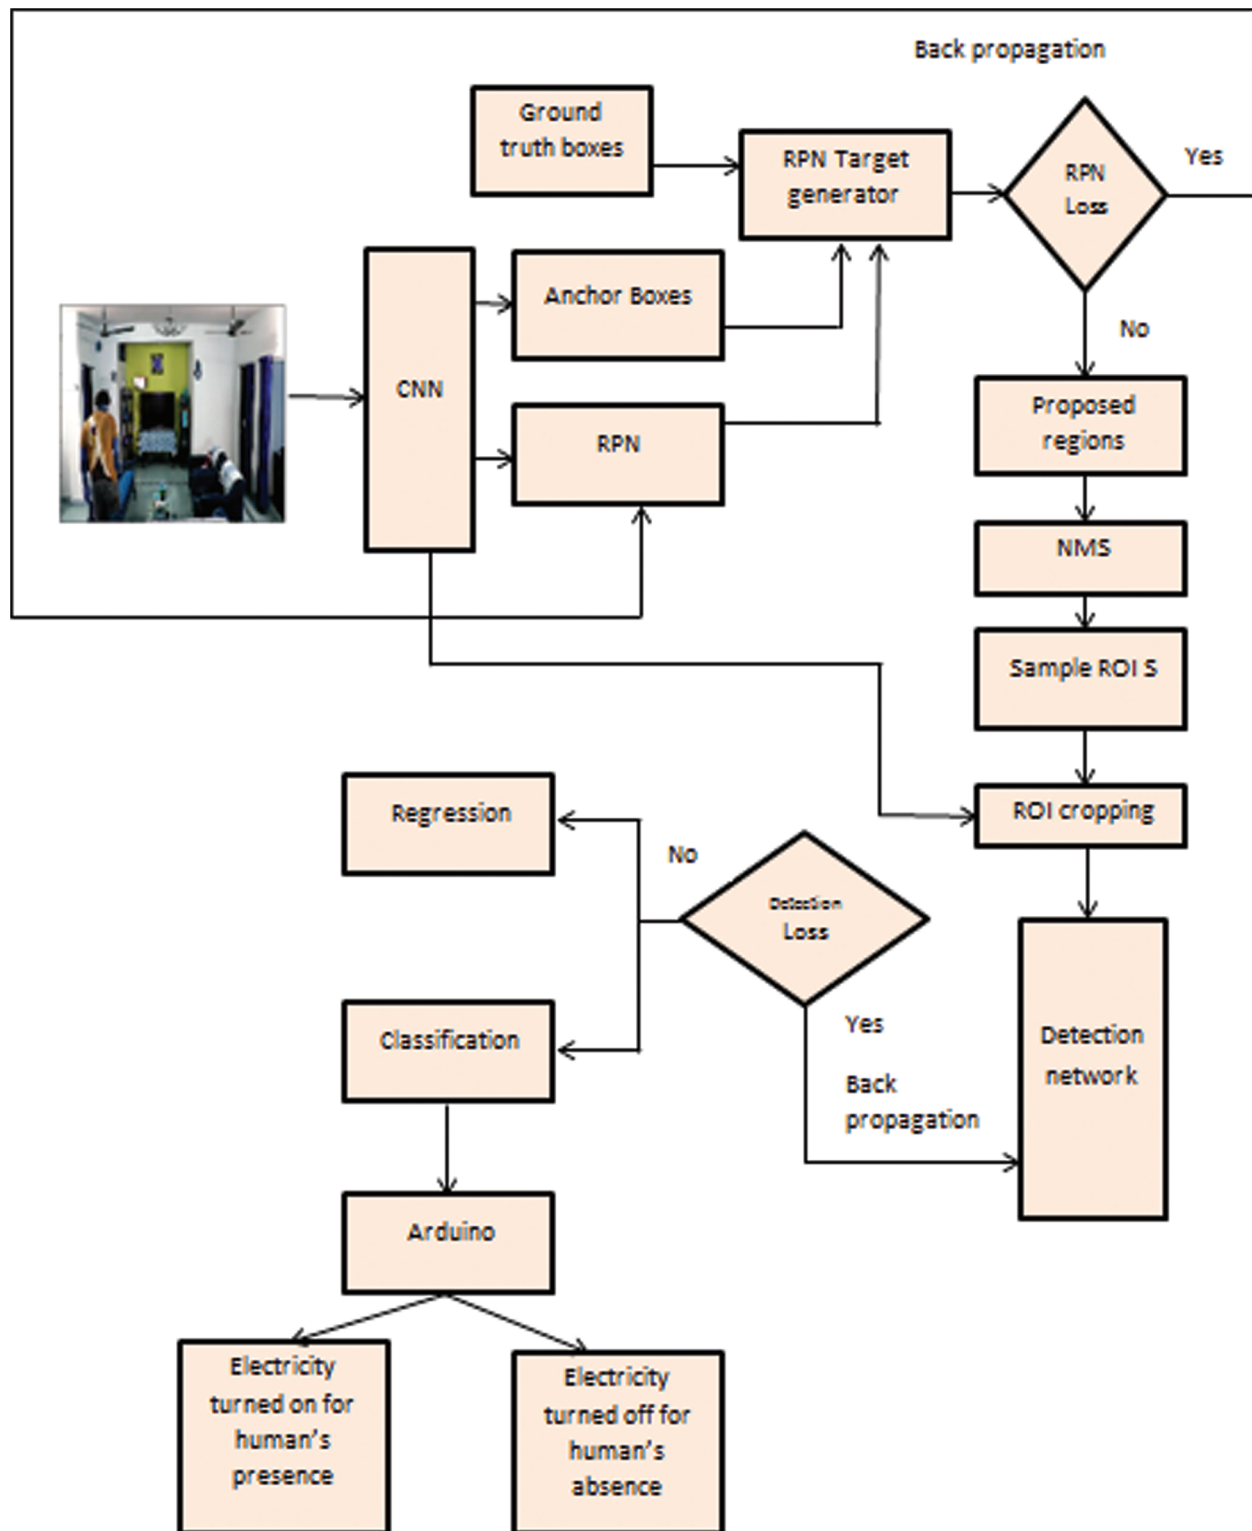 Back propagation
Ground
truth boxes
RPN Target
generator
RPN
Loss
Yes
Anchor Boxes
CNN
RPN
No
Proposed
regions
NMS
Sample ROI S
ROI cropping
Regression
No
Detection
Loss
Classification
Yes
Back
propagation
Detection
network
Arduino
Electricity
turned on for
human's
presence
Electricity
turned off for
human's
absence